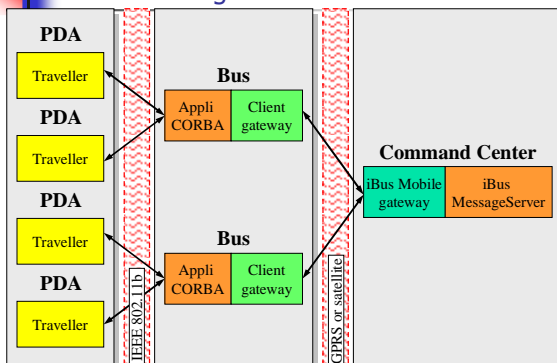 PDA
Traveller
PDA
Traveller
PDA
Traveller
PDA
Traveller
IEEE 802.11b
Bus
Appli
CORBA
Client
gateway
Bus
Appli
CORBA
Client
gateway
GPRS or satellite
Command Center
iBus Mobile
gateway
iBus
MessageServer